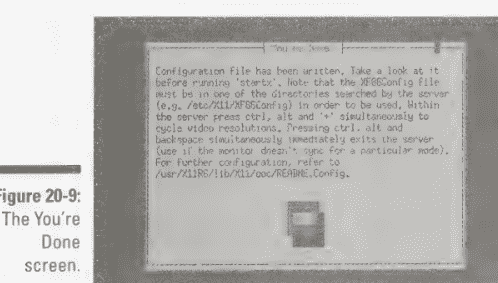 You're Done
Configuration file has been written. Take a look at it
before running 'startx'. Note that the XF86Config file
must be in one of the directories searched by the server
(e.g. /etc/X11/XF86Config) in order to be used. Within
the server press ctrl, alt and '+' simultaneously to
cycle video resolutions. Pressing ctrl, alt and
backspace simultaneously immediately exits the server
(use if the monitor doesn't sync for a particular mode).
For further configuration, refer to
/usr/X11R6/lib/X11/doc/README.Config.
Figure 20-9:
The You're
Done
screen.